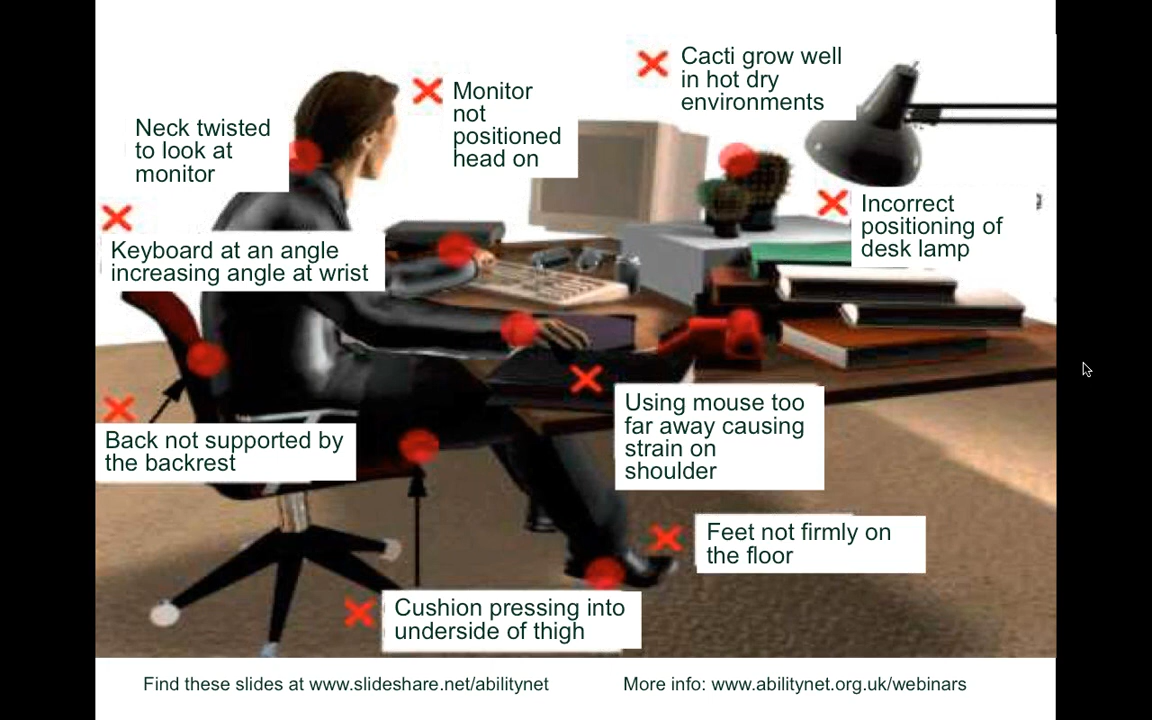 Cacti grow well
in hot dry
environments
Monitor
not
positioned
head on
Neck twisted
to look at
monitor
Incorrect
positioning of
desk lamp
Keyboard at an angle
increasing angle at wrist
Using mouse too
far away causing
strain on
shoulder
Back not supported by
the backrest
Feet not firmly on
the floor
Cushion pressing into
underside of thigh
Find these slides at www.slideshare.net/abilitynet
More info: www.abilitynet.org.uk/webinars